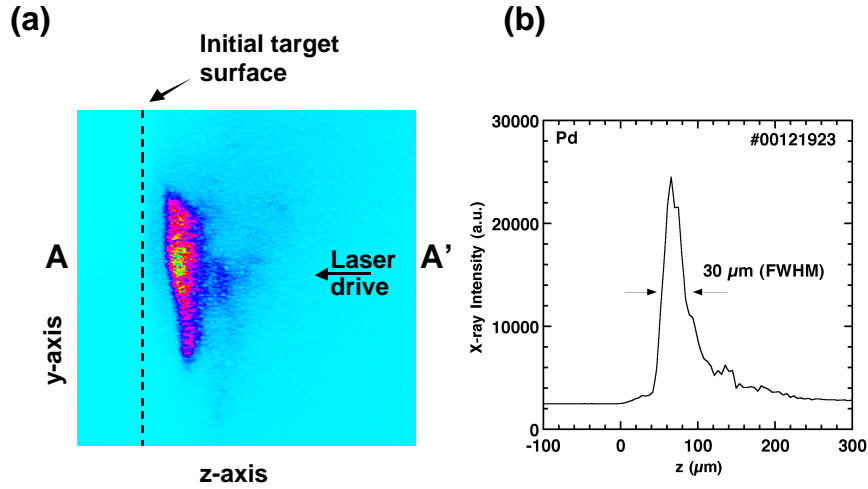 (a)
Initial target
surface
A
A’
Laser
drive
y-axis
z-axis
(b)
30000
20000
10000
0
-100
0
100
200
300
X-ray Intensity (a.u.)
z (µm)
Pd
#00121923
30 µm (FWHM)